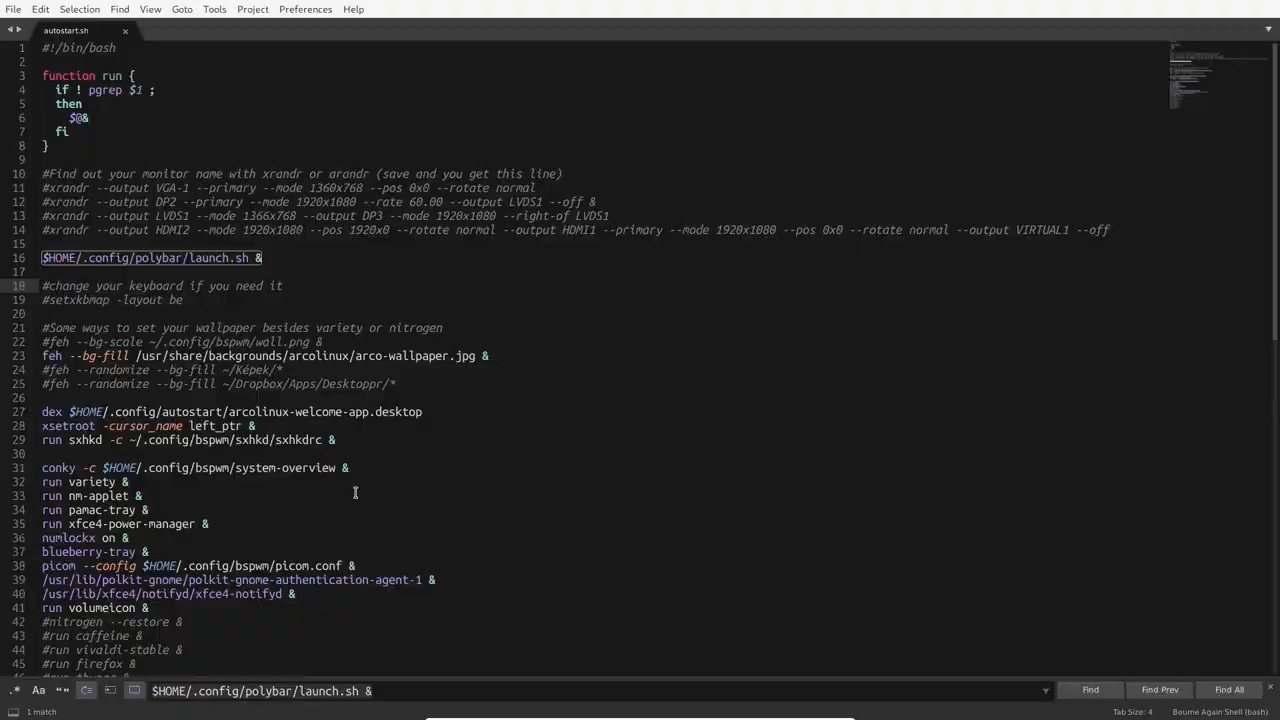 File Edit Selection Find View Goto Tools Project Preferences Help
autostart.sh
1 #!/bin/bash
2
3 function run {
4 if ! pgrep $1 ;
5 then
6 $@&
7 fi
8 }
9
10 #Find out your monitor name with xrandr or arandr (save and you get this line)
11 #xrandr --output VGA-1 --primary --mode 1360x768 --pos 0x0 --rotate normal
12 #xrandr --output DP2 --primary --mode 1920x1080 --rate 60.00 --output LVDS1 --off &
13 #xrandr --output LVDS1 --mode 1366x768 --output DP3 --mode 1920x1080 --right-of LVDS1
14 #xrandr --output HDMI2 --mode 1920x1080 --pos 1920x0 --rotate normal --output HDMI1 --primary --mode 1920x1080 --pos 0x0 --rotate normal --output VIRTUAL1 --off
15
16 $HOME/.config/polybar/launch.sh &
17
18 #change your keyboard if you need it
19 #setxkbmap -layout be
20
21 #Some ways to set your wallpaper besides variety or nitrogen
22 #feh --bg-scale ~/.config/bspwm/wall.png &
23 feh --bg-fill /usr/share/backgrounds/arcolinux/arco-wallpaper.jpg &
24 #feh --randomize --bg-fill ~/Képek/*
25 #feh --randomize --bg-fill ~/Dropbox/Apps/Desktoppr/*
26
27 dex $HOME/.config/autostart/arcolinux-welcome-app.desktop
28 xsetroot -cursor_name left_ptr &
29 run sxhkd -c ~/.config/bspwm/sxhkd/sxhkdrc &
30
31 conky -c $HOME/.config/bspwm/system-overview &
32 run variety &
33 run nm-applet &
34 run pamac-tray &
35 run xfce4-power-manager &
36 numlockx on &
37 blueberry-tray &
38 picom --config $HOME/.config/bspwm/picom.conf &
39 /usr/lib/polkit-gnome/polkit-gnome-authentication-agent-1 &
40 /usr/lib/xfce4/notifyd/xfce4-notifyd &
41 run volumeicon &
42 #nitrogen --restore &
43 #run caffeine &
44 #run vivaldi-stable &
45 #run firefox &
.* Aa “” $HOME/.config/polybar/launch.sh & Find Find Prev Find All
1 match Tab Size: 4 Bourne Again Shell (bash)